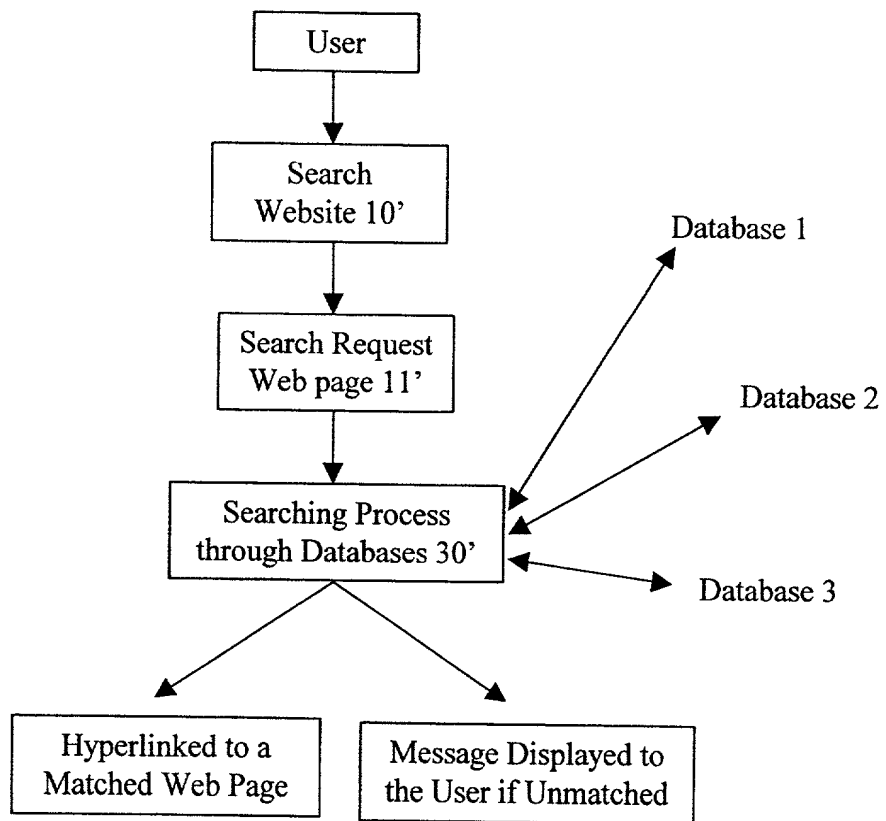 User
Search
Website 10’
Database 1
Search Request
Web page 11’
Database 2
Searching Process
through Databases 30’
Database 3
Hyperlinked to a
Matched Web Page
Message Displayed to
the User if Unmatched